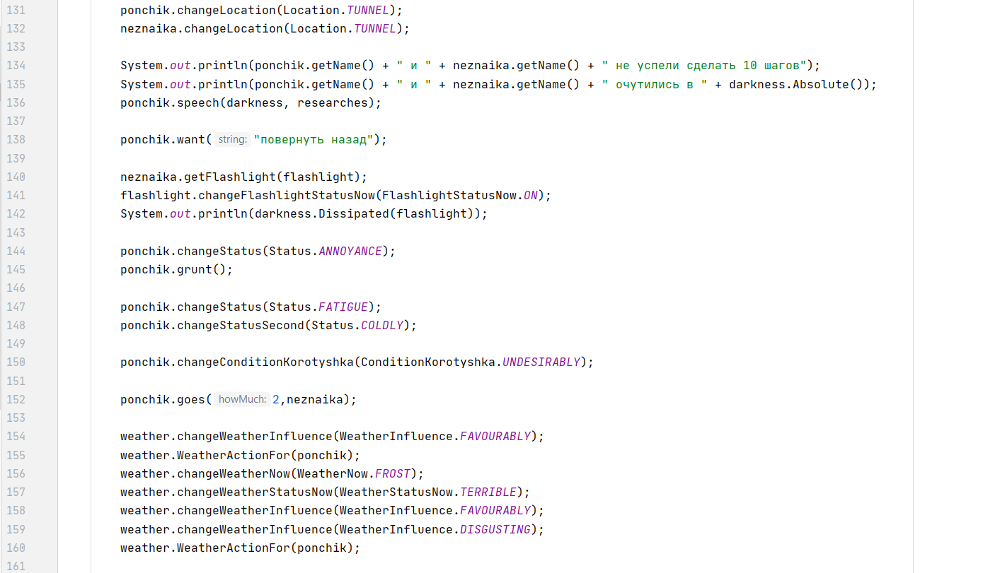 131 ponchik.changeLocation(Location.TUNNEL);
132 neznaika.changeLocation(Location.TUNNEL);
133
134 System.out.println(ponchik.getName() + " и " + neznaika.getName() + " не успели сделать 10 шагов");
135 System.out.println(ponchik.getName() + " и " + neznaika.getName() + " очутились в " + darkness.Absolute());
136 ponchik.speech(darkness, researches);
137
138 ponchik.want( string: "повернуть назад");
139
140 neznaika.getFlashlight(flashlight);
141 flashlight.changeFlashlightStatusNow(FlashlightStatusNow.ON);
142 System.out.println(darkness.Dissipated(flashlight));
143
144 ponchik.changeStatus(Status.ANNOYANCE);
145 ponchik.grunt();
146
147 ponchik.changeStatus(Status.FATIGUE);
148 ponchik.changeStatusSecond(Status.COLDLY);
149
150 ponchik.changeConditionKorotyshka(ConditionKorotyshka.UNDESIRABLY);
151
152 ponchik.goes( howMuch: 2,neznaika);
153
154 weather.changeWeatherInfluence(WeatherInfluence.FAVOURABLY);
155 weather.WeatherActionFor(ponchik);
156 weather.changeWeatherNow(WeatherNow.FROST);
157 weather.changeWeatherStatusNow(WeatherStatusNow.TERRIBLE);
158 weather.changeWeatherInfluence(WeatherInfluence.FAVOURABLY);
159 weather.changeWeatherInfluence(WeatherInfluence.DISGUSTING);
160 weather.WeatherActionFor(ponchik);
161